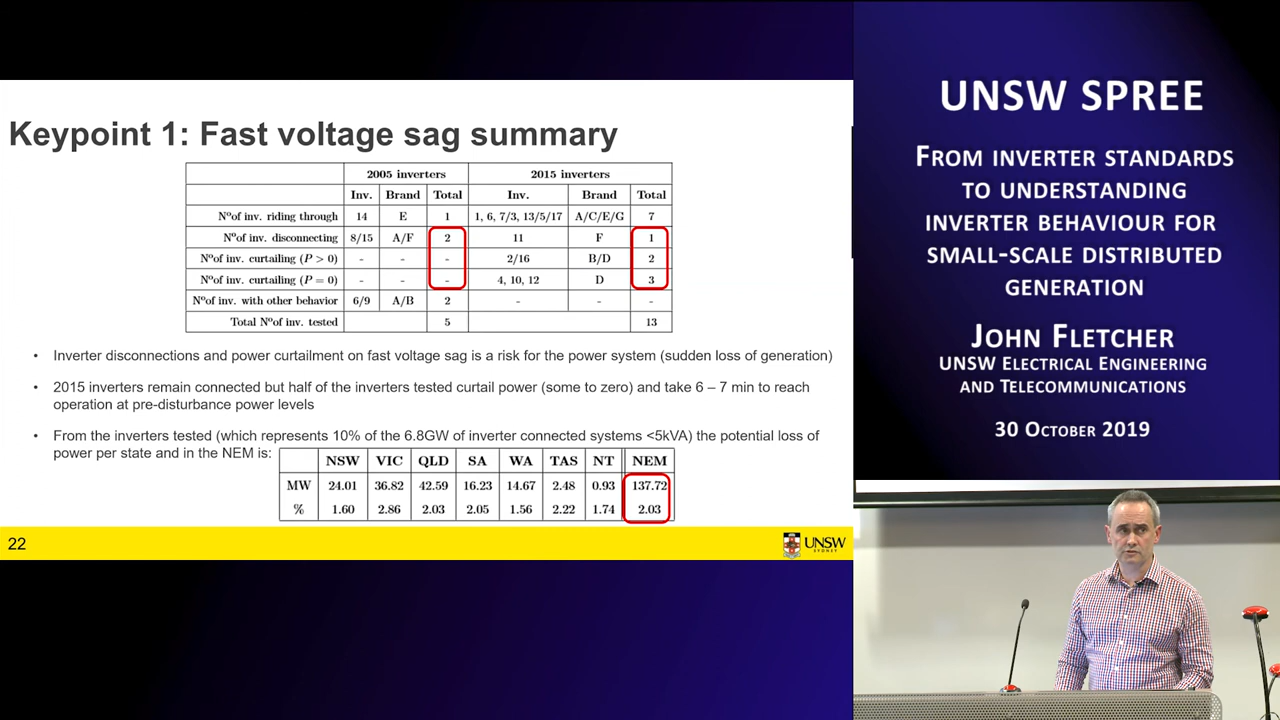 Keypoint 1: Fast voltage sag summary
2005 inverters 2015 inverters
Inv. Brand Total Inv. Brand Total
NºOf inv. riding through 14 E 1 1, 6, 7/3, 13/5/17 A/C/E/G 7
NºOf inv. disconnecting 8/15 A/F 2 11 F 1
NºOf inv. curtailing (P > 0) - - - 2/16 B/D 2
NºOf inv. curtailing (P = 0) - - - 4, 10, 12 D 3
NºOf inv. with other behavior 6/9 A/B 2 - - -
Total NºOf inv. tested 5 13
• Inverter disconnections and power curtailment on fast voltage sag is a risk for the power system (sudden loss of generation)
• 2015 inverters remain connected but half of the inverters tested curtail power (some to zero) and take 6 – 7 min to reach
operation at pre-disturbance power levels
• From the inverters tested (which represents 10% of the 6.8GW of inverter connected systems <5kVA) the potential loss of
power per state and in the NEM is:
NSW VIC QLD SA WA TAS NT NEM
MW 24.01 36.82 42.59 16.23 14.67 2.48 0.93 137.72
% 1.60 2.86 2.03 2.05 1.56 2.22 1.74 2.03
22
UNSW
SYDNEY
UNSW SPREE
FROM INVERTER STANDARDS
TO UNDERSTANDING
INVERTER BEHAVIOUR FOR
SMALL-SCALE DISTRIBUTED
GENERATION
JOHN FLETCHER
UNSW ELECTRICAL ENGINEERING
AND TELECOMMUNICATIONS
30 OCTOBER 2019